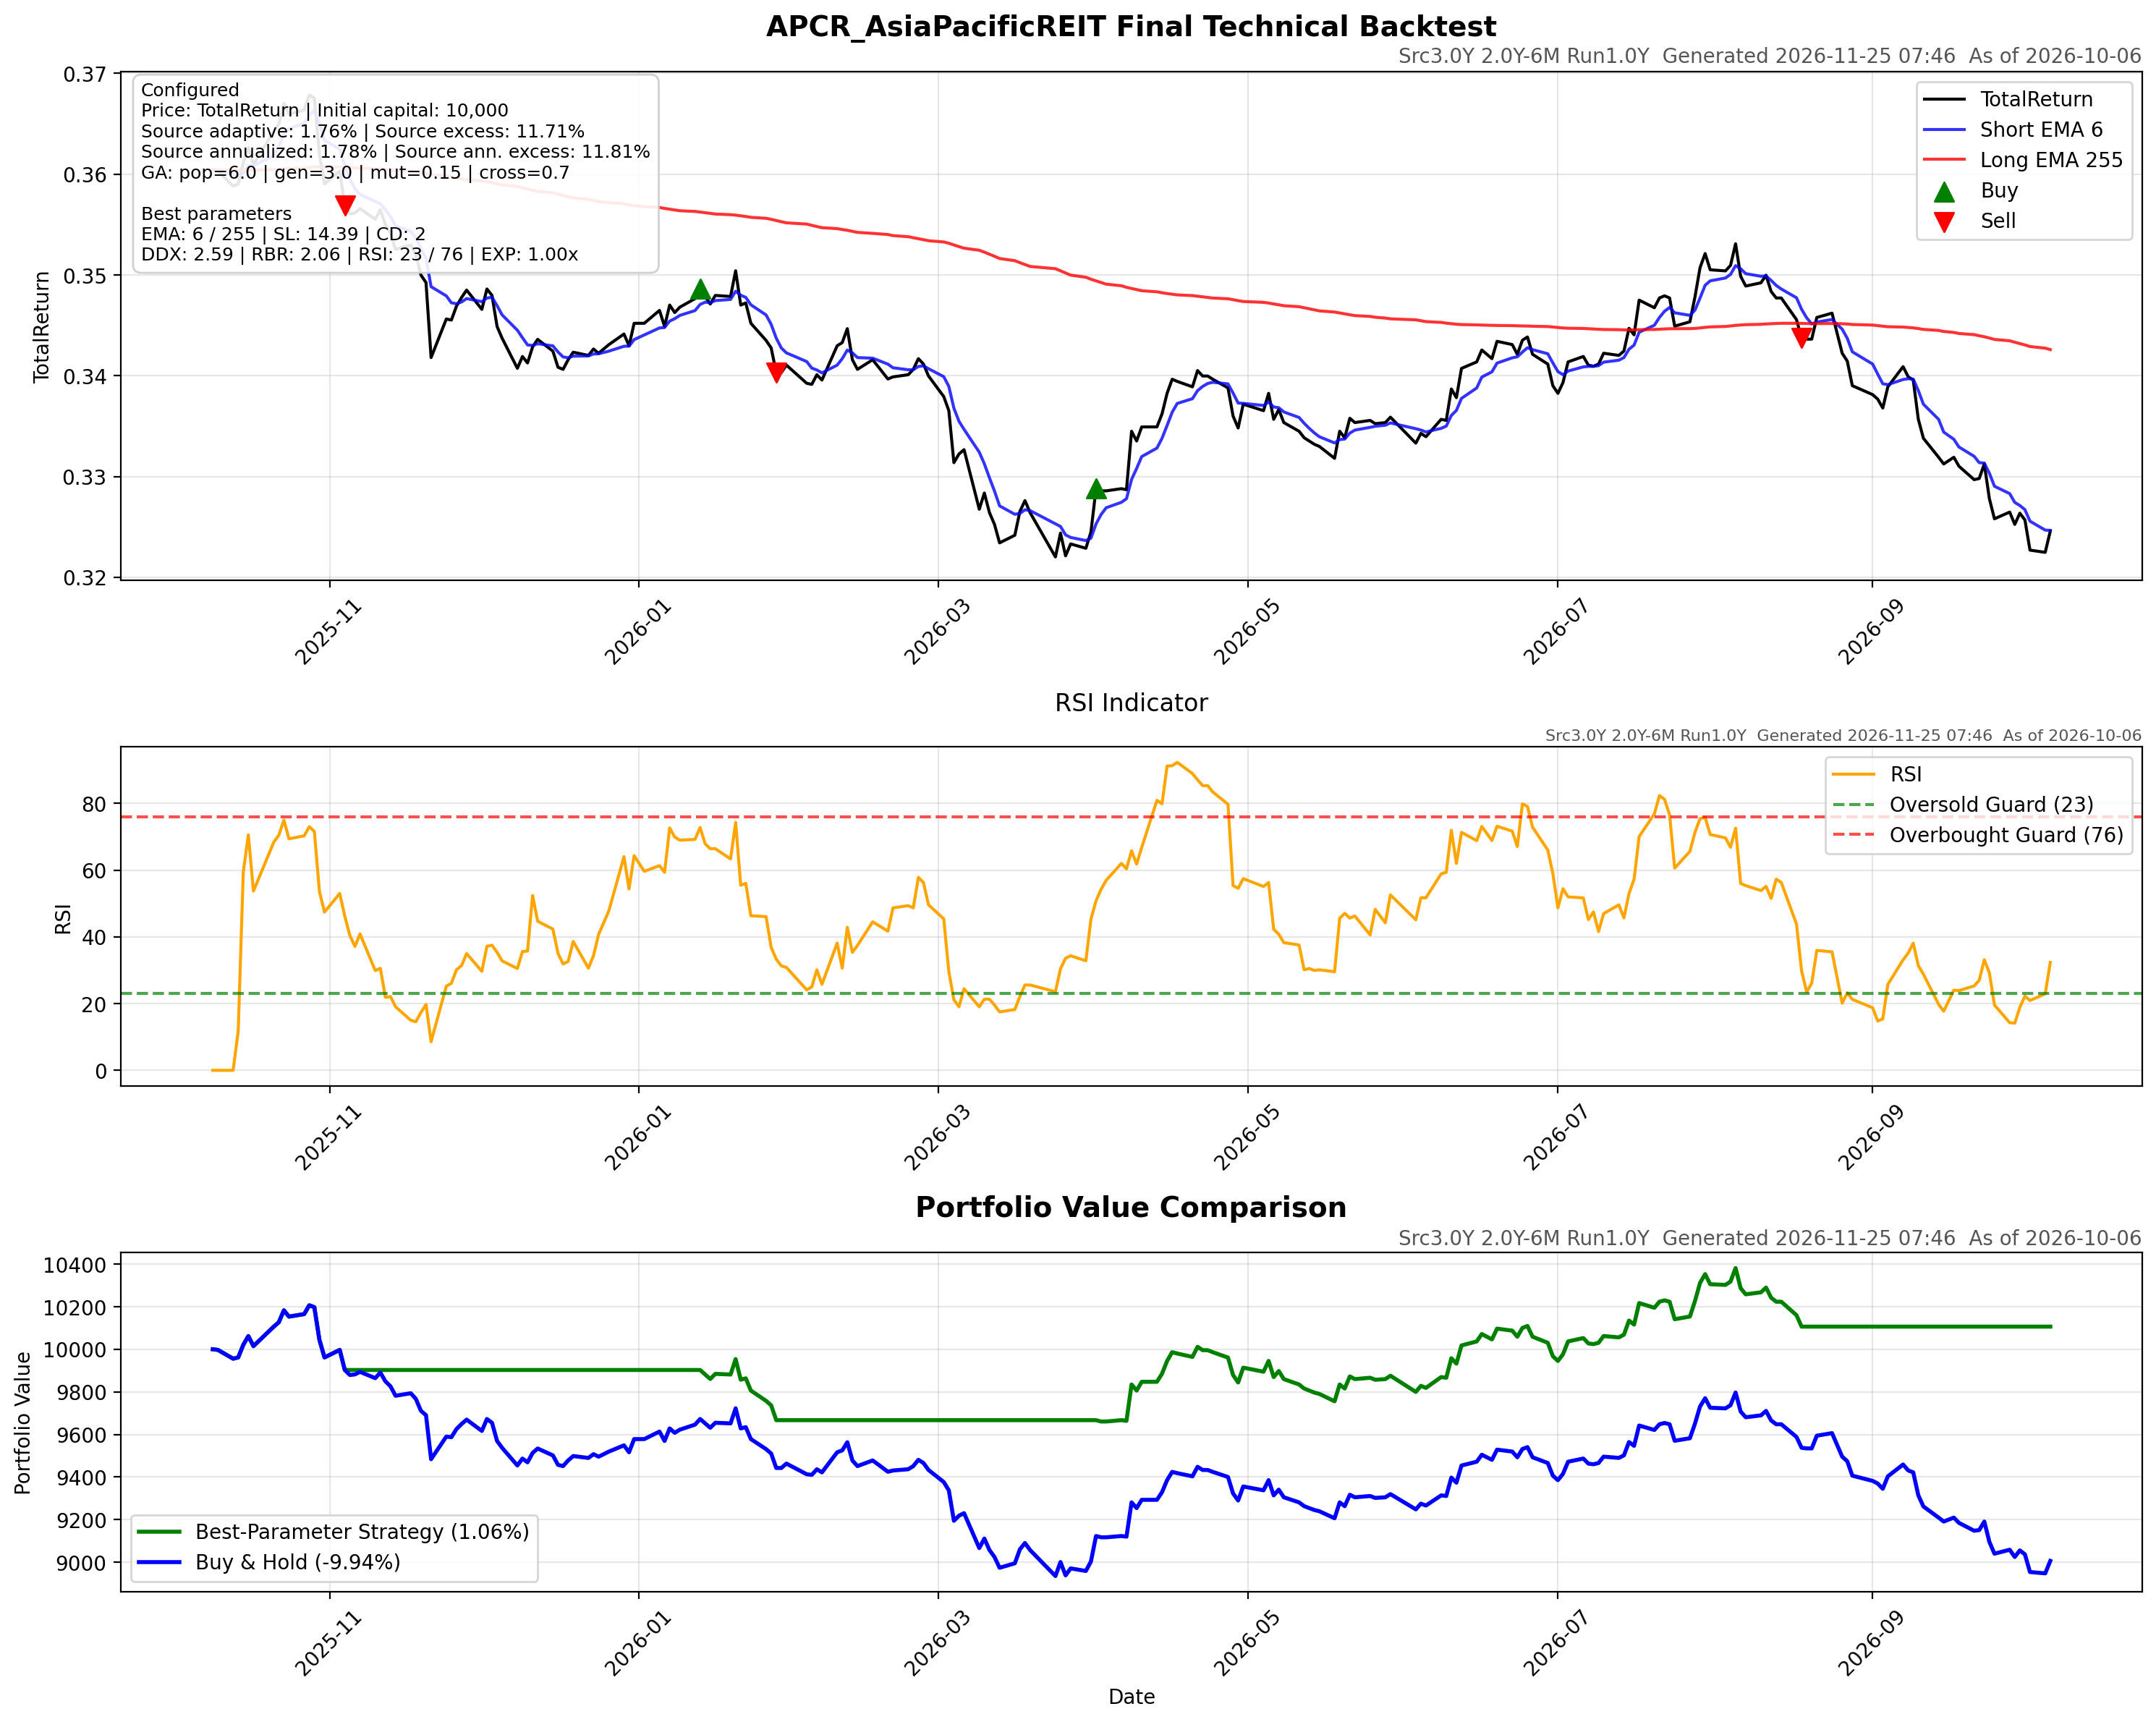 APCR_AsiaPacificREIT Final Technical Backtest
Src3.0Y 2.0Y-6M Run1.0Y  Generated 2026-11-25 07:46  As of 2026-10-06
Configured
Price: TotalReturn | Initial capital: 10,000
Source adaptive: 1.76% | Source excess: 11.71%
Source annualized: 1.78% | Source ann. excess: 11.81%
GA: pop=6.0 | gen=3.0 | mut=0.15 | cross=0.7
Best parameters
EMA: 6 / 255 | SL: 14.39 | CD: 2
DDX: 2.59 | RBR: 2.06 | RSI: 23 / 76 | EXP: 1.00x
TotalReturn
Short EMA 6
Long EMA 255
Buy
Sell
TotalReturn
0.37
0.36
0.35
0.34
0.33
0.32
2025-11
2026-01
2026-03
2026-05
2026-07
2026-09
RSI Indicator
Src3.0Y 2.0Y-6M Run1.0Y  Generated 2026-11-25 07:46  As of 2026-10-06
RSI
Oversold Guard (23)
Overbought Guard (76)
RSI
80
60
40
20
0
2025-11
2026-01
2026-03
2026-05
2026-07
2026-09
Portfolio Value Comparison
Src3.0Y 2.0Y-6M Run1.0Y  Generated 2026-11-25 07:46  As of 2026-10-06
Portfolio Value
10400
10200
10000
9800
9600
9400
9200
9000
Best-Parameter Strategy (1.06%)
Buy & Hold (-9.94%)
2025-11
2026-01
2026-03
2026-05
2026-07
2026-09
Date